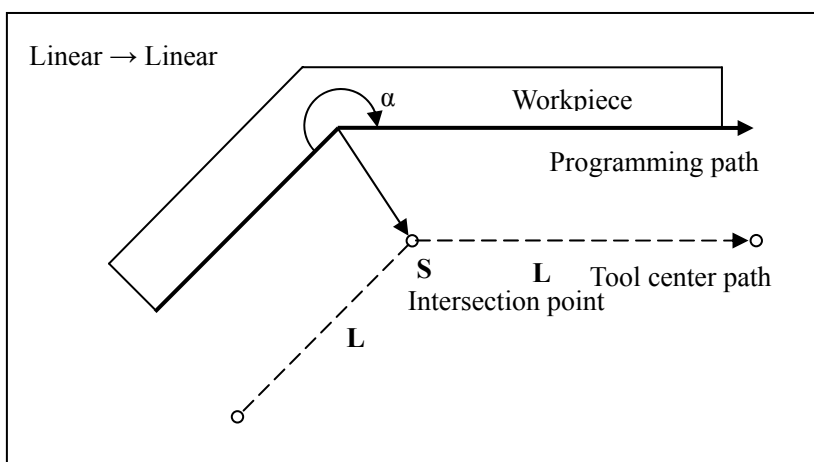 Linear → Linear
α
Workpiece
Programming path
S
L
Tool center path
Intersection point
L